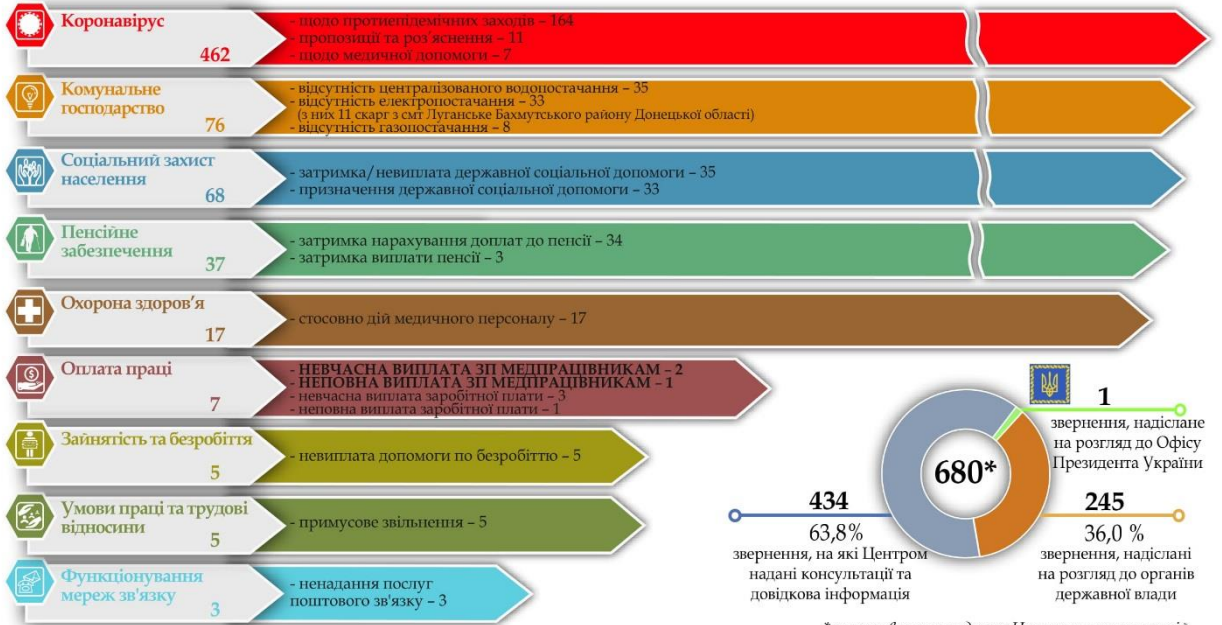 Коронавірус
462
- щодо протиепідемічних заходів – 164
- пропозиції та роз'яснення – 11
- щодо медичної допомоги – 7
Комунальне
господарство
76
- відсутність централізованого водопостачання – 35
- відсутність електропостачання – 33
(з них 11 скарг з смт Луганське Бахмутського району Донецької області)
- відсутність газопостачання – 8
Соціальний захист
населення
68
- затримка/невиплата державної соціальної допомоги – 35
- призначення державної соціальної допомоги – 33
Пенсійне
забезпечення
37
- затримка нарахування доплат до пенсії – 34
- затримка виплати пенсії – 3
Охорона здоров'я
17
- стосовно дій медичного персоналу – 17
Оплата праці
7
- НЕВЧАСНА ВИПЛАТА ЗП МЕДПРАЦІВНИКАМ – 2
- НЕПОВНА ВИПЛАТА ЗП МЕДПРАЦІВНИКАМ – 1
- невчасна виплата заробітної плати – 3
- неповна виплата заробітної плати – 1
Зайнятість та безробіття
5
- невиплата допомоги по безробіттю – 5
Умови праці та трудові
відносини
5
- примусове звільнення – 5
Функціонування
мереж зв'язку
3
- ненадання послуг
поштового зв'язку – 3
680*
1
звернення, надіслане
на розгляд до Офісу
Президента України
434
63,8%
звернення, на які Центром
надані консультації та
довідкова інформація
245
36,0 %
звернення, надіслані
на розгляд до органів
державної влади